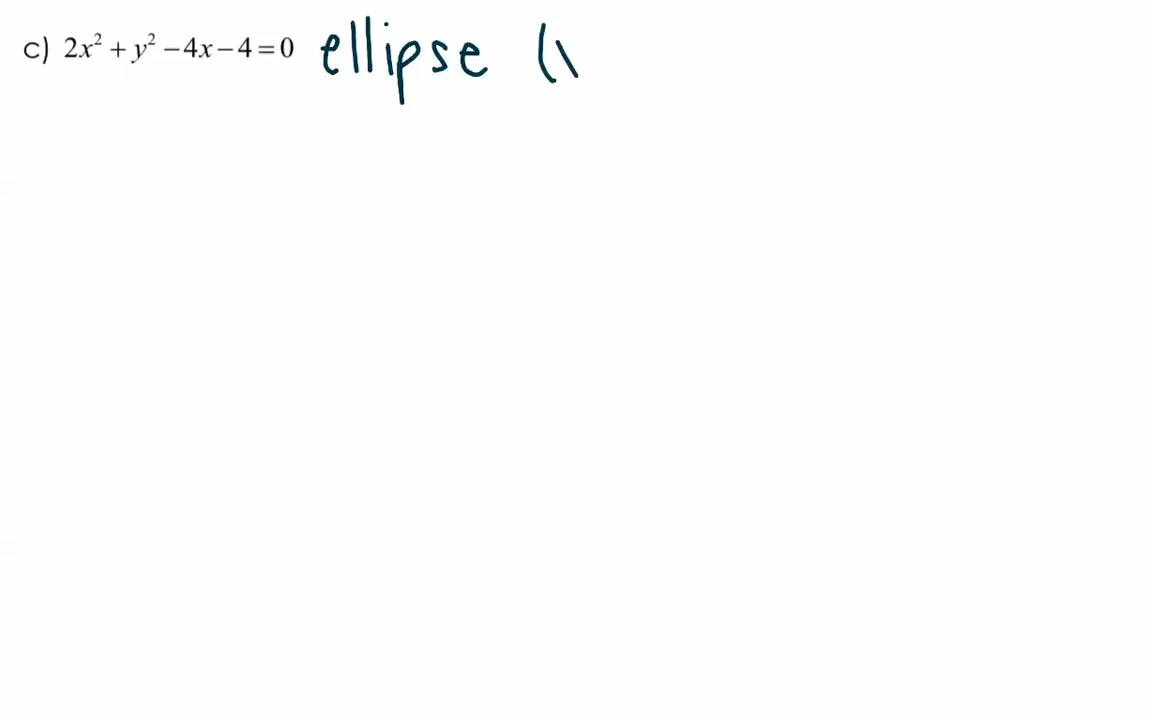 c) 2x² + y² − 4x − 4 = 0 ellipse (